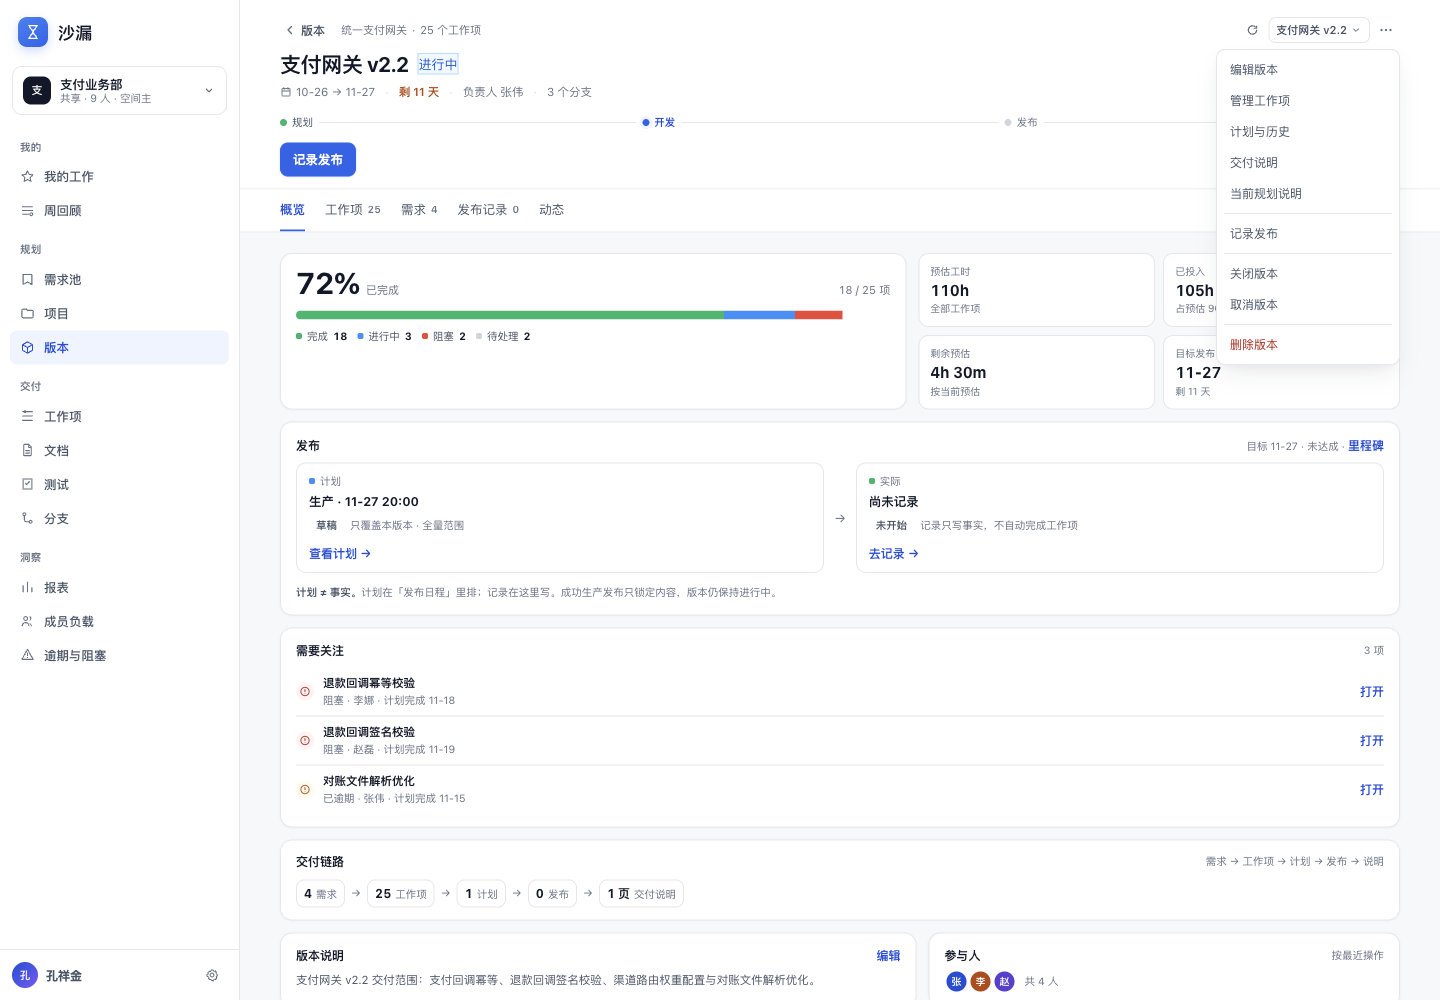 沙漏
支
支付业务部
共享 · 9 人 · 空间主
我的
我的工作
周回顾
规划
需求池
项目
版本
交付
工作项
文档
测试
分支
洞察
报表
成员负载
逾期与阻塞
孔
孔祥金
版本
统一支付网关 · 25 个工作项
支付网关 v2.2
支付网关 v2.2
进行中
10-26 → 11-27 · 剩 11 天 · 负责人 张伟 · 3 个分支
规划
开发
发布
记录发布
编辑版本
管理工作项
计划与历史
交付说明
当前规划说明
记录发布
关闭版本
取消版本
删除版本
概览
工作项 25
需求 4
发布记录 0
动态
72% 已完成
18 / 25 项
完成 18
进行中 3
阻塞 2
待处理 2
预估工时
110h
全部工作项
已投入
105h
占预估 9
剩余预估
4h 30m
按当前预估
目标发布
11-27
剩 11 天
发布
目标 11-27 · 未达成 · 里程碑
计划
生产 · 11-27 20:00
草稿 只覆盖本版本 · 全量范围
查看计划 →
→
实际
尚未记录
未开始 记录只写事实，不自动完成工作项
去记录 →
计划 ≠ 事实。计划在「发布日程」里排；记录在这里写。成功生产发布只锁定内容，版本仍保持进行中。
需要关注
3 项
退款回调幂等校验
阻塞 · 李娜 · 计划完成 11-18
打开
退款回调签名校验
阻塞 · 赵磊 · 计划完成 11-19
打开
对账文件解析优化
已逾期 · 张伟 · 计划完成 11-15
打开
交付链路
需求 → 工作项 → 计划 → 发布 → 说明
4 需求 → 25 工作项 → 1 计划 → 0 发布 → 1 页 交付说明
版本说明
编辑
支付网关 v2.2 交付范围：支付回调幂等、退款回调签名校验、渠道路由权重配置与对账文件解析优化。
参与人
按最近操作
张 李 赵 共 4 人